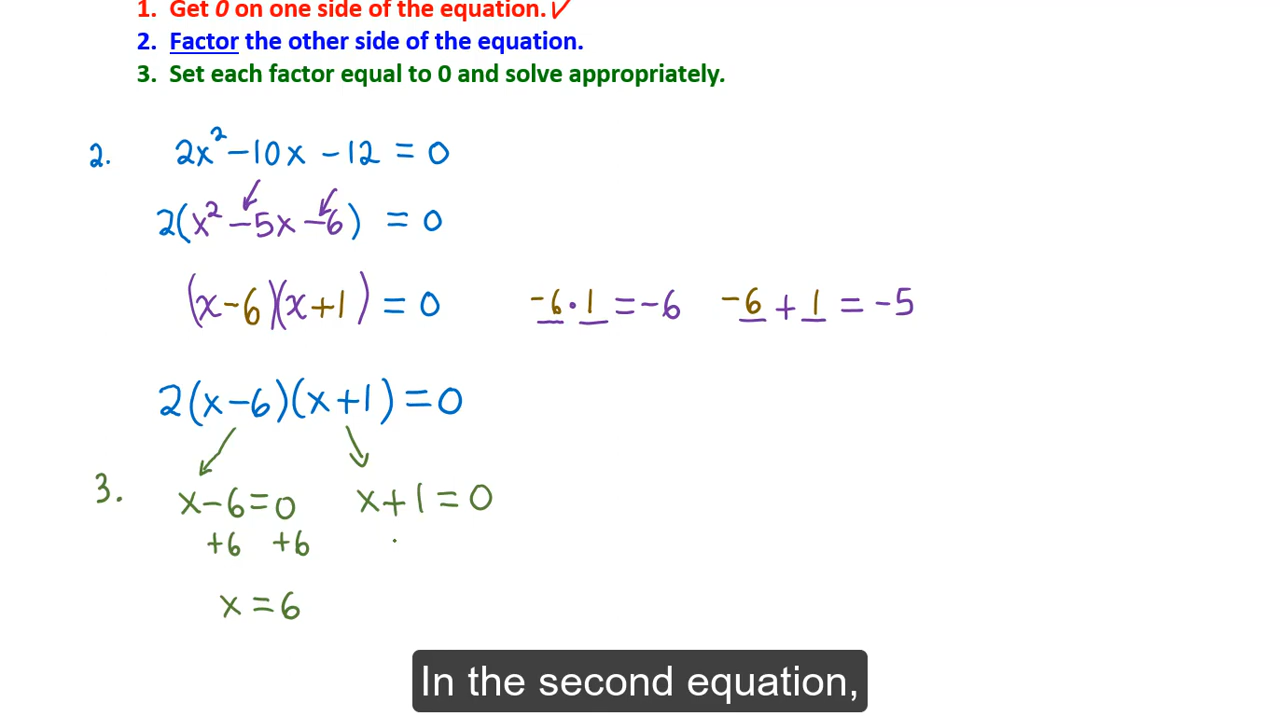 1. Get 0 on one side of the equation. ✓
2. Factor the other side of the equation.
3. Set each factor equal to 0 and solve appropriately.
2. 2x² - 10x - 12 = 0
2(x² - 5x - 6) = 0
(x - 6)(x + 1) = 0 -6 · 1 = -6 -6 + 1 = -5
2(x - 6)(x + 1) = 0
3. x - 6 = 0 x + 1 = 0
+6 +6
x = 6
In the second equation,